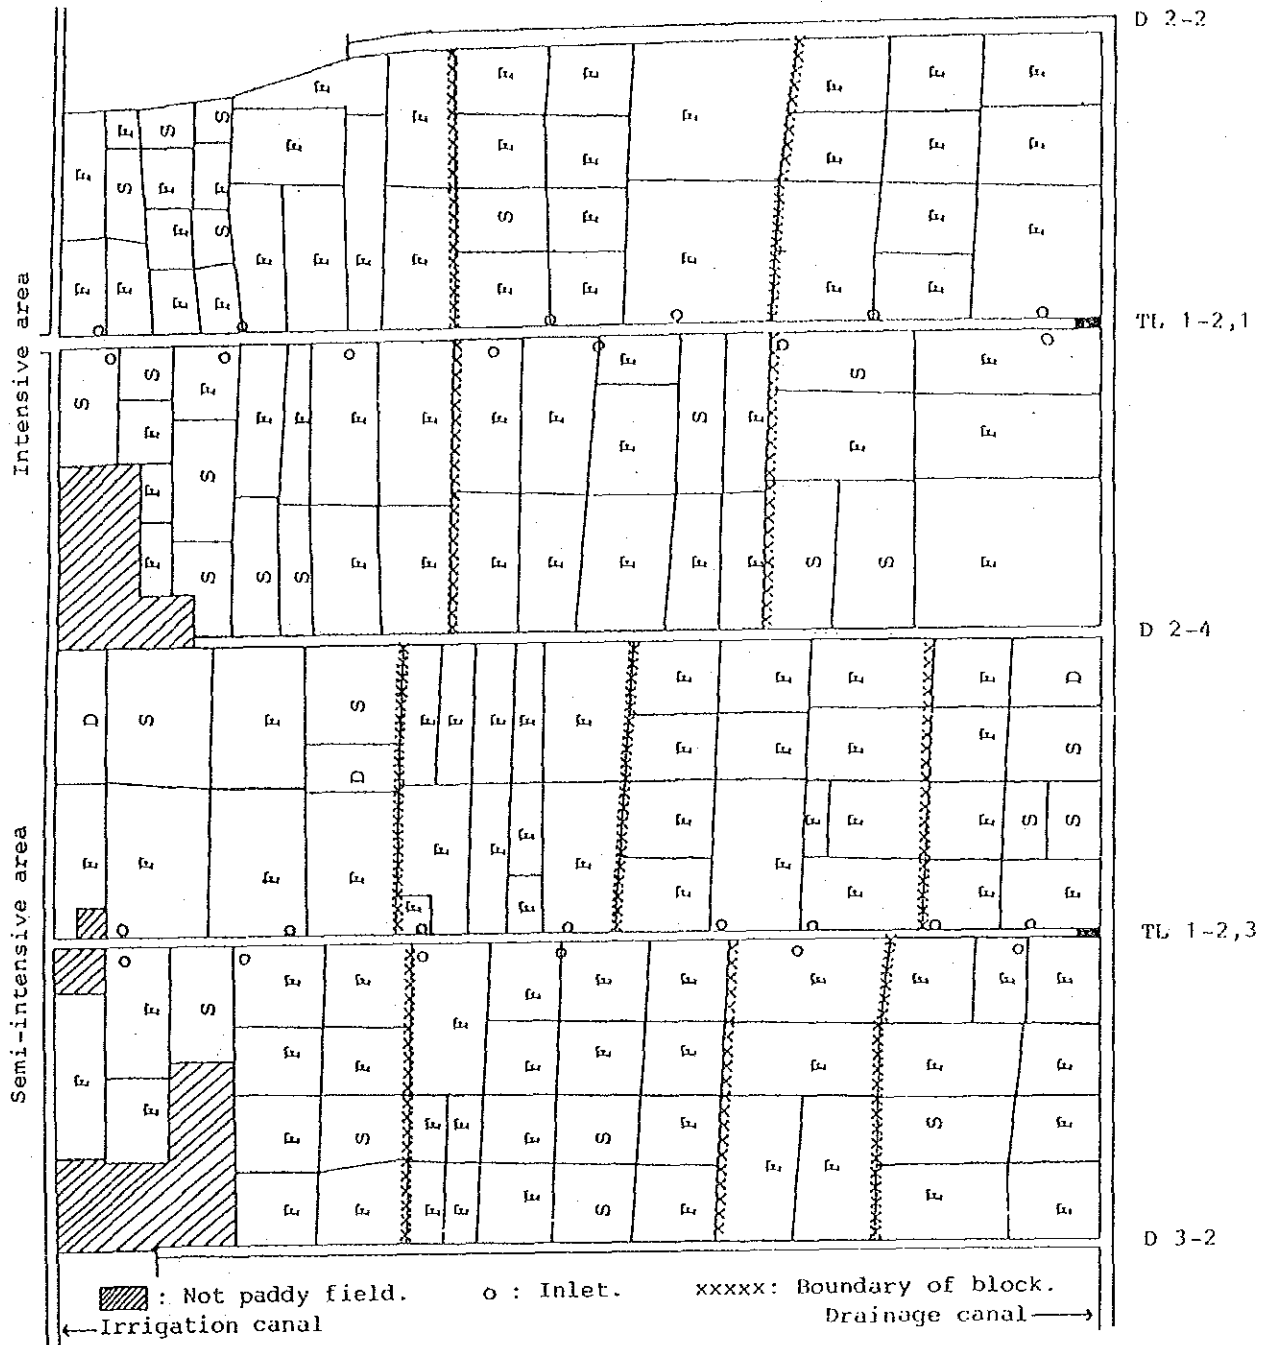 D 2-2
F F S S F F F F F F F F
F F F F F F F F
F S F F F F S F F F
F F F F F F F F F F F F F
TL 1-2,1
Intensive area
S S F F F F F F F F S F S F
F S F F
F F S S S F F F F F F F S S F
D 2-4
D S F S F F F F F F F F F D
D F F F F S
F F F F F F F F F F F F S S
F F F F F F
TL 1-2,3
Semi-intensive area
F S F F F F F F F F F F
F F F F F F F F F F
F F S F F F S F F F S F
F F F F F S F F F
D 3-2
: Not paddy field. o : Inlet. xxxxx: Boundary of block.
←Irrigation canal Drainage canal→